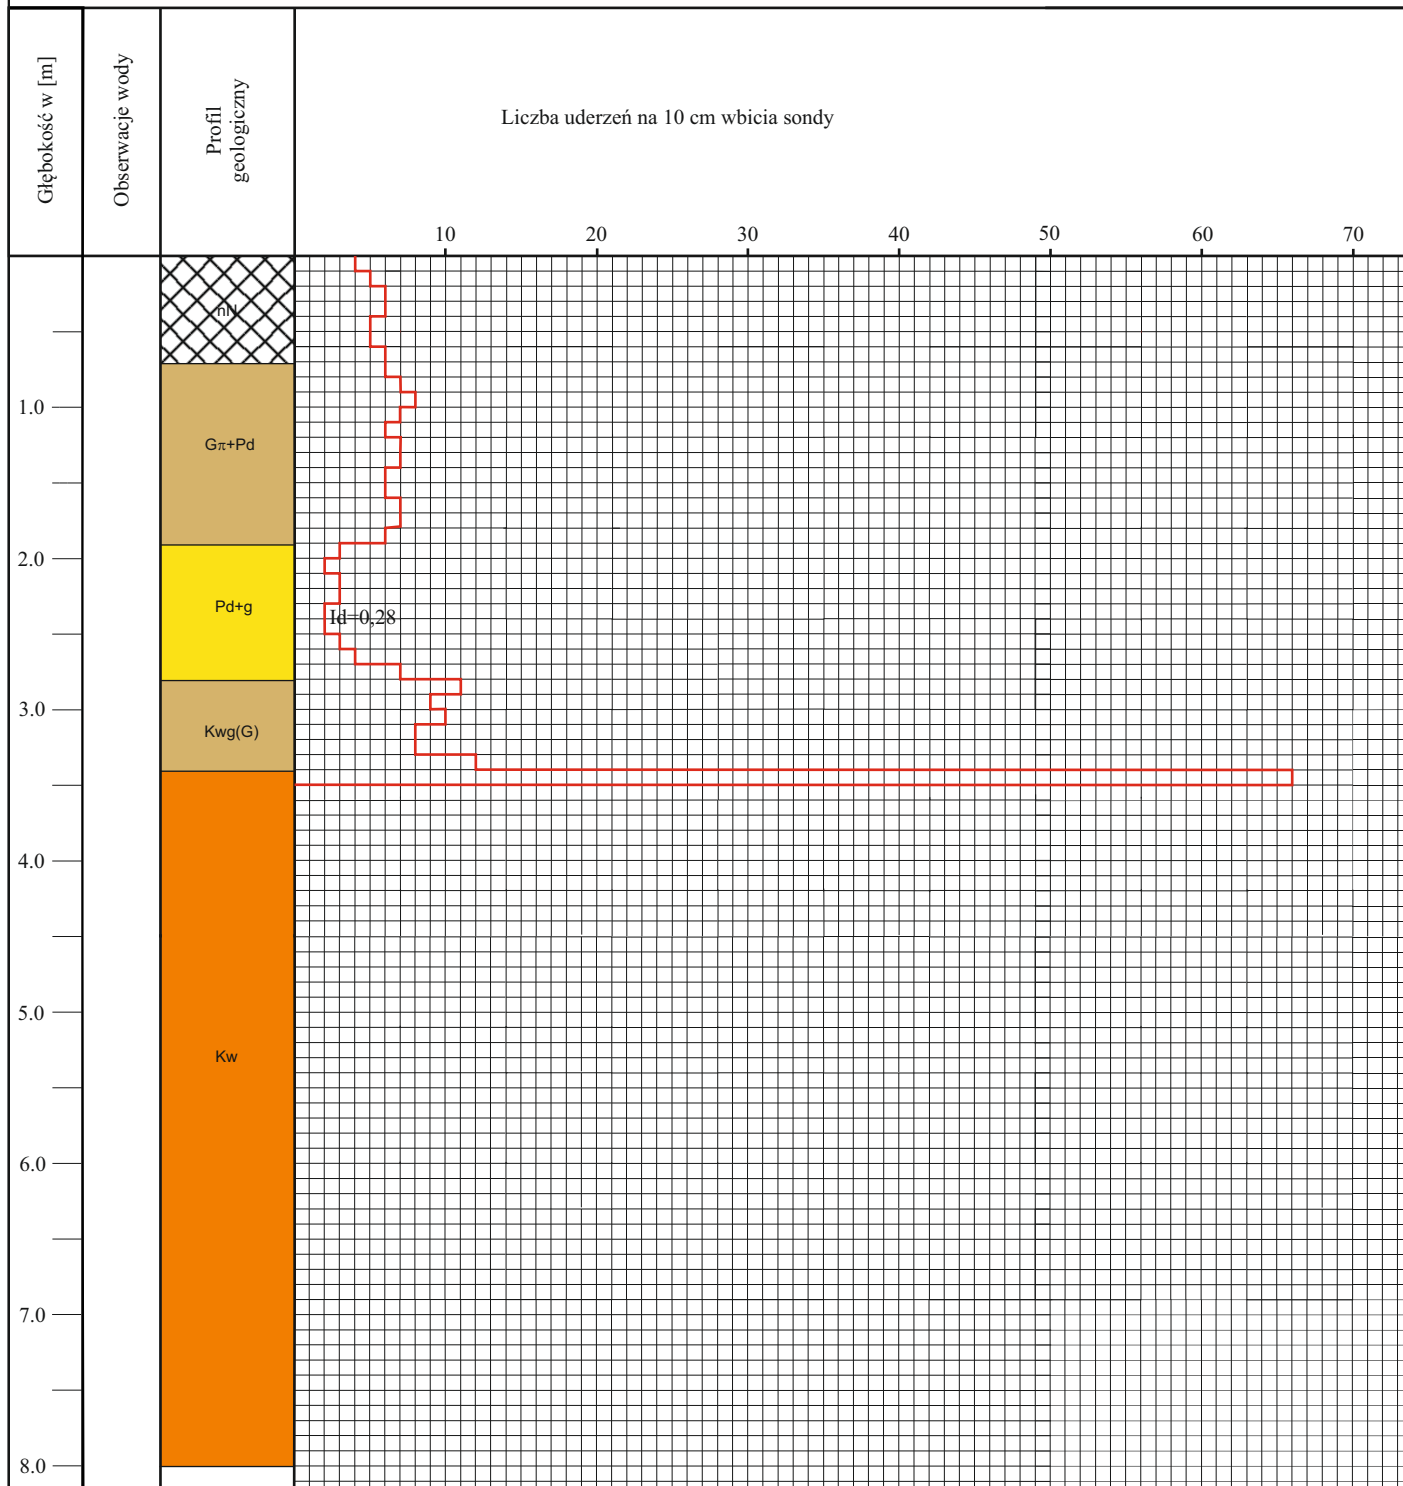 Głębokość w [m]
Obserwacje wody
Profil
geologiczny
Liczba uderzeń na 10 cm wbicia sondy
10 20 30 40 50 60 70
1.0
Gπ+Pd
2.0
Pd+g
Id=0,28
3.0
Kwg(G)
4.0
5.0
Kw
6.0
7.0
8.0